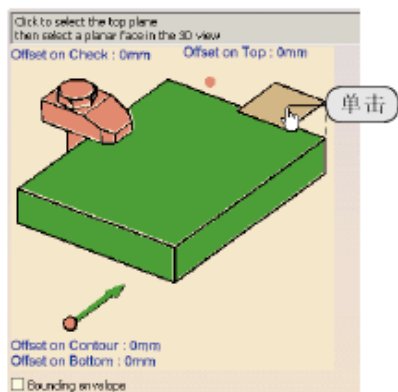 Click to select the top plane
then select a planar face in the 3D view
Offset on Check : 0mm
Offset on Top : 0mm
单击
Offset on Contour : 0mm
Offset on Bottom : 0mm
Bounding envelope